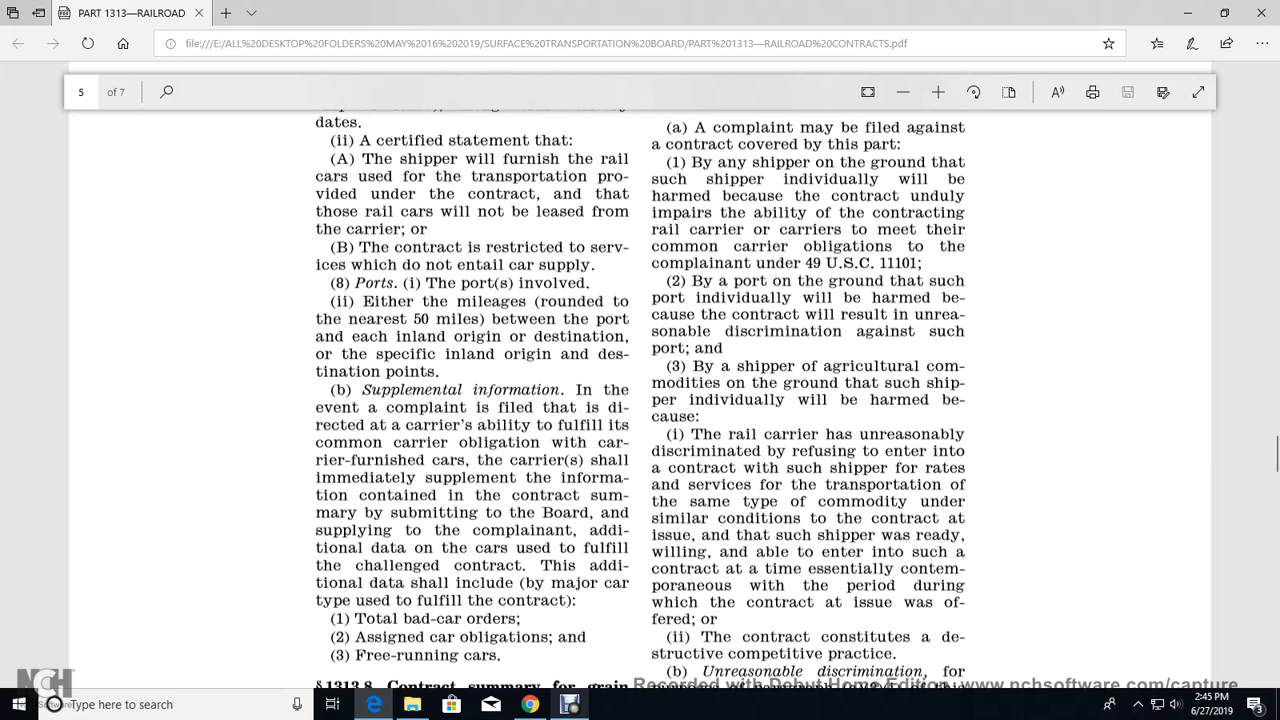 PART 1313—RAILROAD
file:///E:/ALL%20DESKTOP%20FOLDERS%20MAY%2016%202019/SURFACE%20TRANSPORTATION%20BOARD/PART%201313—RAILROAD%20CONTRACTS.pdf
5 of 7
dates.
(ii) A certified statement that:
(A) The shipper will furnish the rail
cars used for the transportation pro-
vided under the contract, and that
those rail cars will not be leased from
the carrier; or
(B) The contract is restricted to serv-
ices which do not entail car supply.
(8) Ports. (i) The port(s) involved.
(ii) Either the mileages (rounded to
the nearest 50 miles) between the port
and each inland origin or destination,
or the specific inland origin and des-
tination points.
(b) Supplemental information. In the
event a complaint is filed that is di-
rected at a carrier's ability to fulfill its
common carrier obligation with car-
rier-furnished cars, the carrier(s) shall
immediately supplement the informa-
tion contained in the contract sum-
mary by submitting to the Board, and
supplying to the complainant, addi-
tional data on the cars used to fulfill
the challenged contract. This addi-
tional data shall include (by major car
type used to fulfill the contract):
(1) Total bad-car orders;
(2) Assigned car obligations; and
(3) Free-running cars.
§ 1313.8 Contract summary for grain
(a) A complaint may be filed against
a contract covered by this part:
(1) By any shipper on the ground that
such shipper individually will be
harmed because the contract unduly
impairs the ability of the contracting
rail carrier or carriers to meet their
common carrier obligations to the
complainant under 49 U.S.C. 11101;
(2) By a port on the ground that such
port individually will be harmed be-
cause the contract will result in unrea-
sonable discrimination against such
port; and
(3) By a shipper of agricultural com-
modities on the ground that such ship-
per individually will be harmed be-
cause:
(i) The rail carrier has unreasonably
discriminated by refusing to enter into
a contract with such shipper for rates
and services for the transportation of
the same type of commodity under
similar conditions to the contract at
issue, and that such shipper was ready,
willing, and able to enter into such a
contract at a time essentially contem-
poraneous with the period during
which the contract at issue was of-
fered; or
(ii) The contract constitutes a de-
structive competitive practice.
(b) Unreasonable discrimination, for
Recorded with Debut Home Edition www.nchsoftware.com/capture
NCH
Software
Type here to search
2:45 PM
6/27/2019